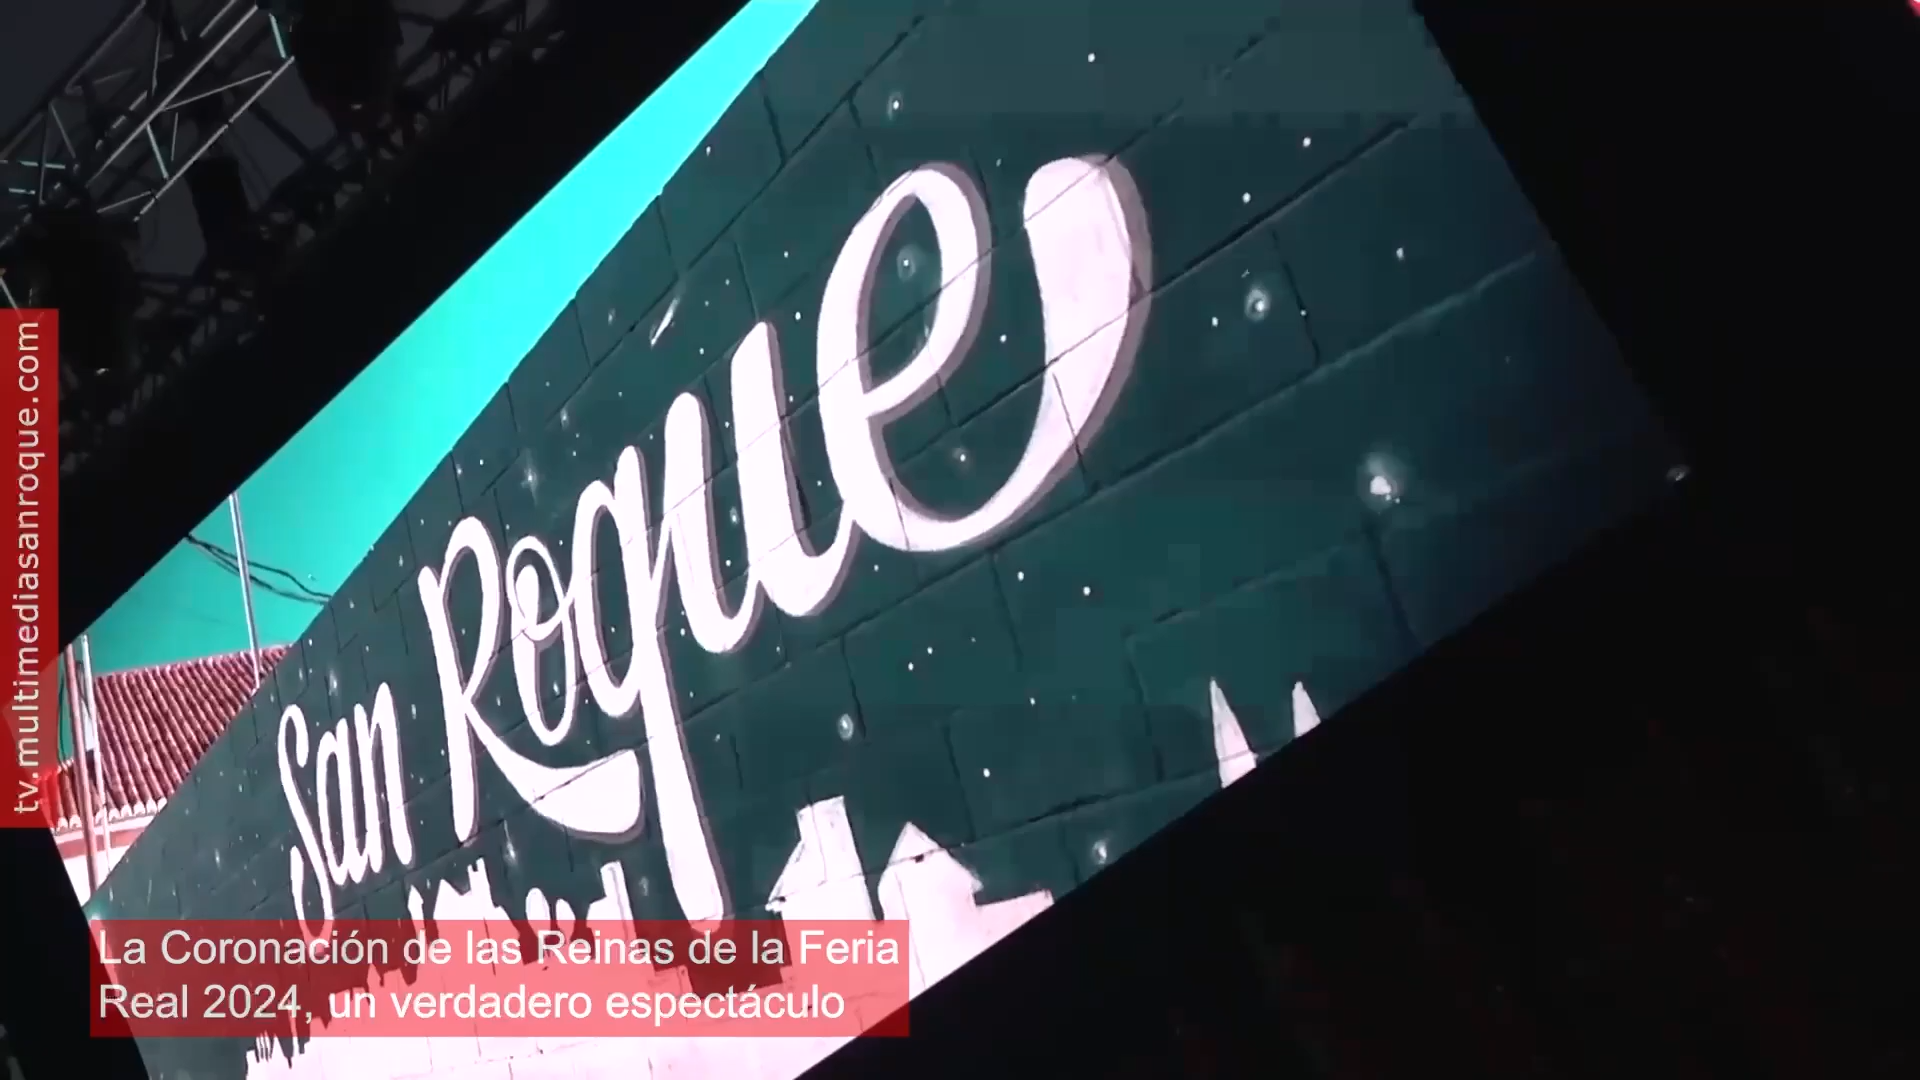 San Roque
tv.multimediasanroque.com
La Coronación de las Reinas de la Feria
Real 2024, un verdadero espectáculo